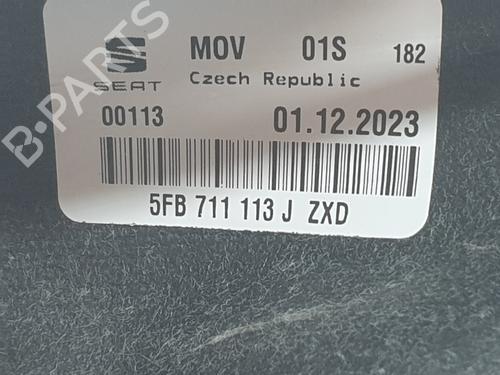 MOV 01S 182
SEAT Czech Republic
00113 01.12.2023
5FB 711 113 J ZXD
B-PARTS